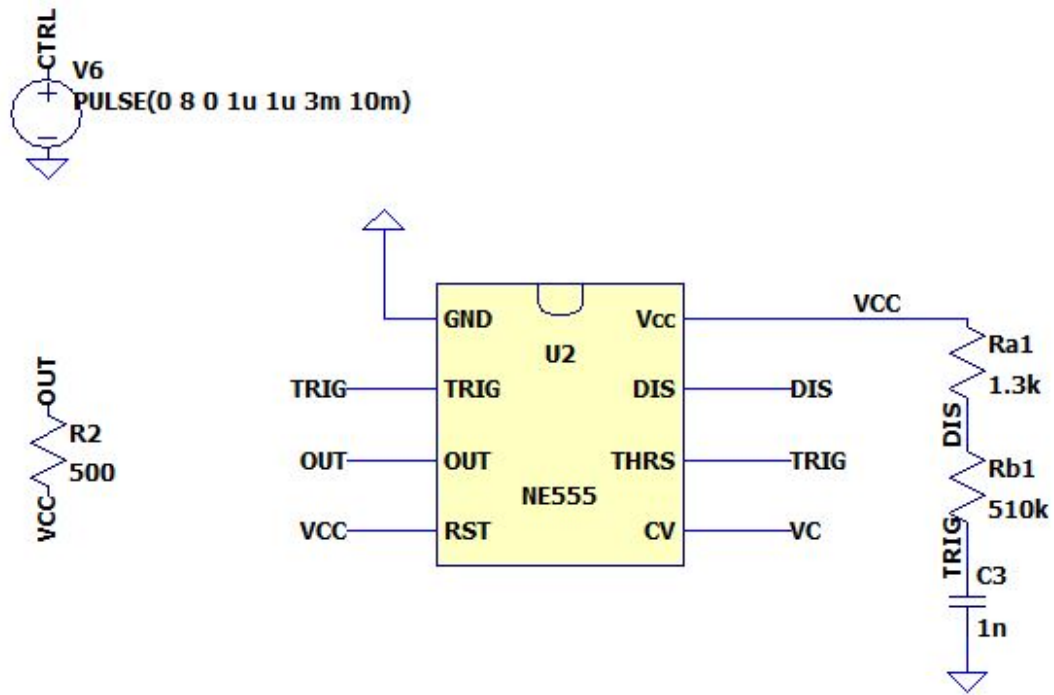 CTRL
V6
PULSE(0 8 0 1u 1u 3m 10m)
GND
Vcc
VCC
U2
Ra1
1.3k
OUT
TRIG
TRIG
DIS
DIS
DIS
R2
500
OUT
OUT
THRS
TRIG
Rb1
510k
NE555
VCC
VCC
RST
CV
VC
TRIG
C3
1n